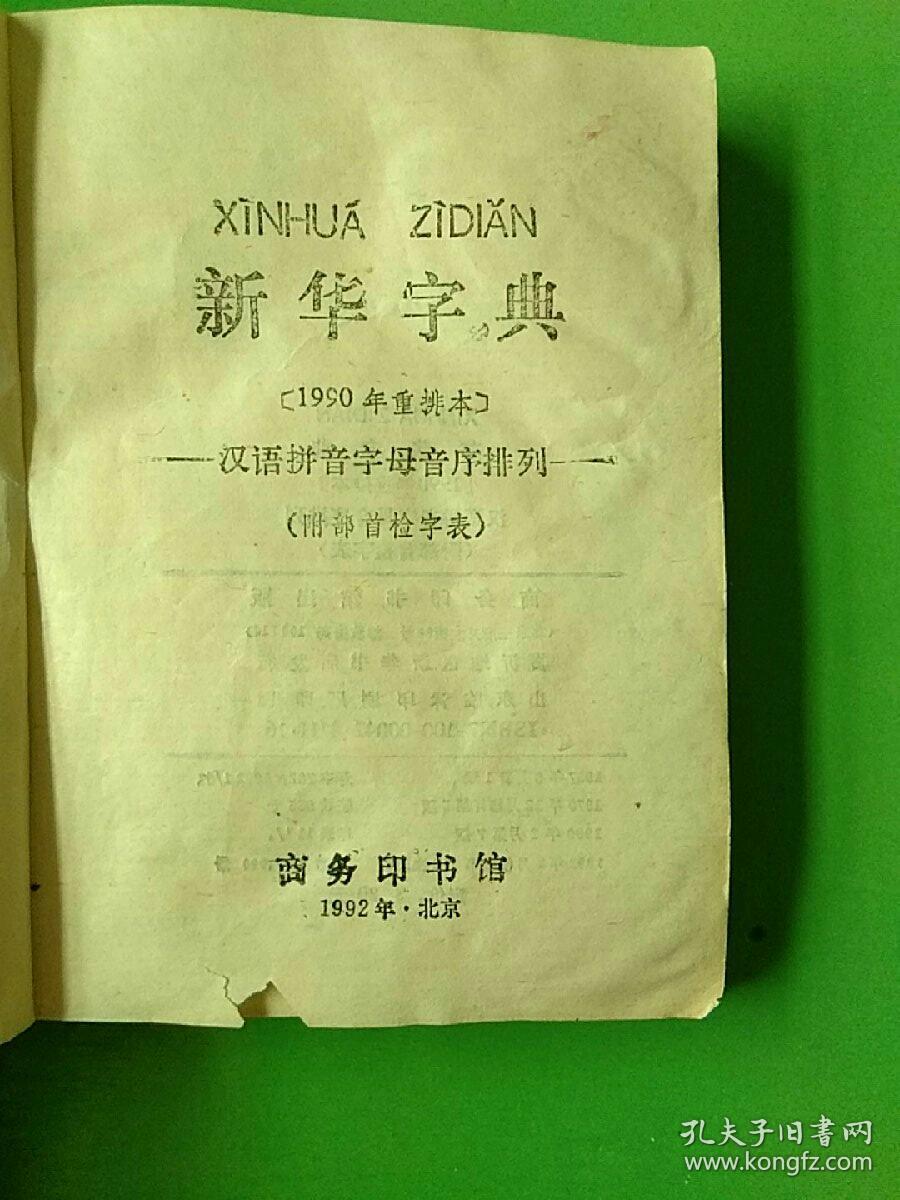 XĪNHUÁ ZÌDIǍN
新华字典
〔1990年重排本〕
——汉语拼音字母音序排列——
（附部首检字表）
商务印书馆
1992年·北京
孔夫子旧書网
www.kongfz.com